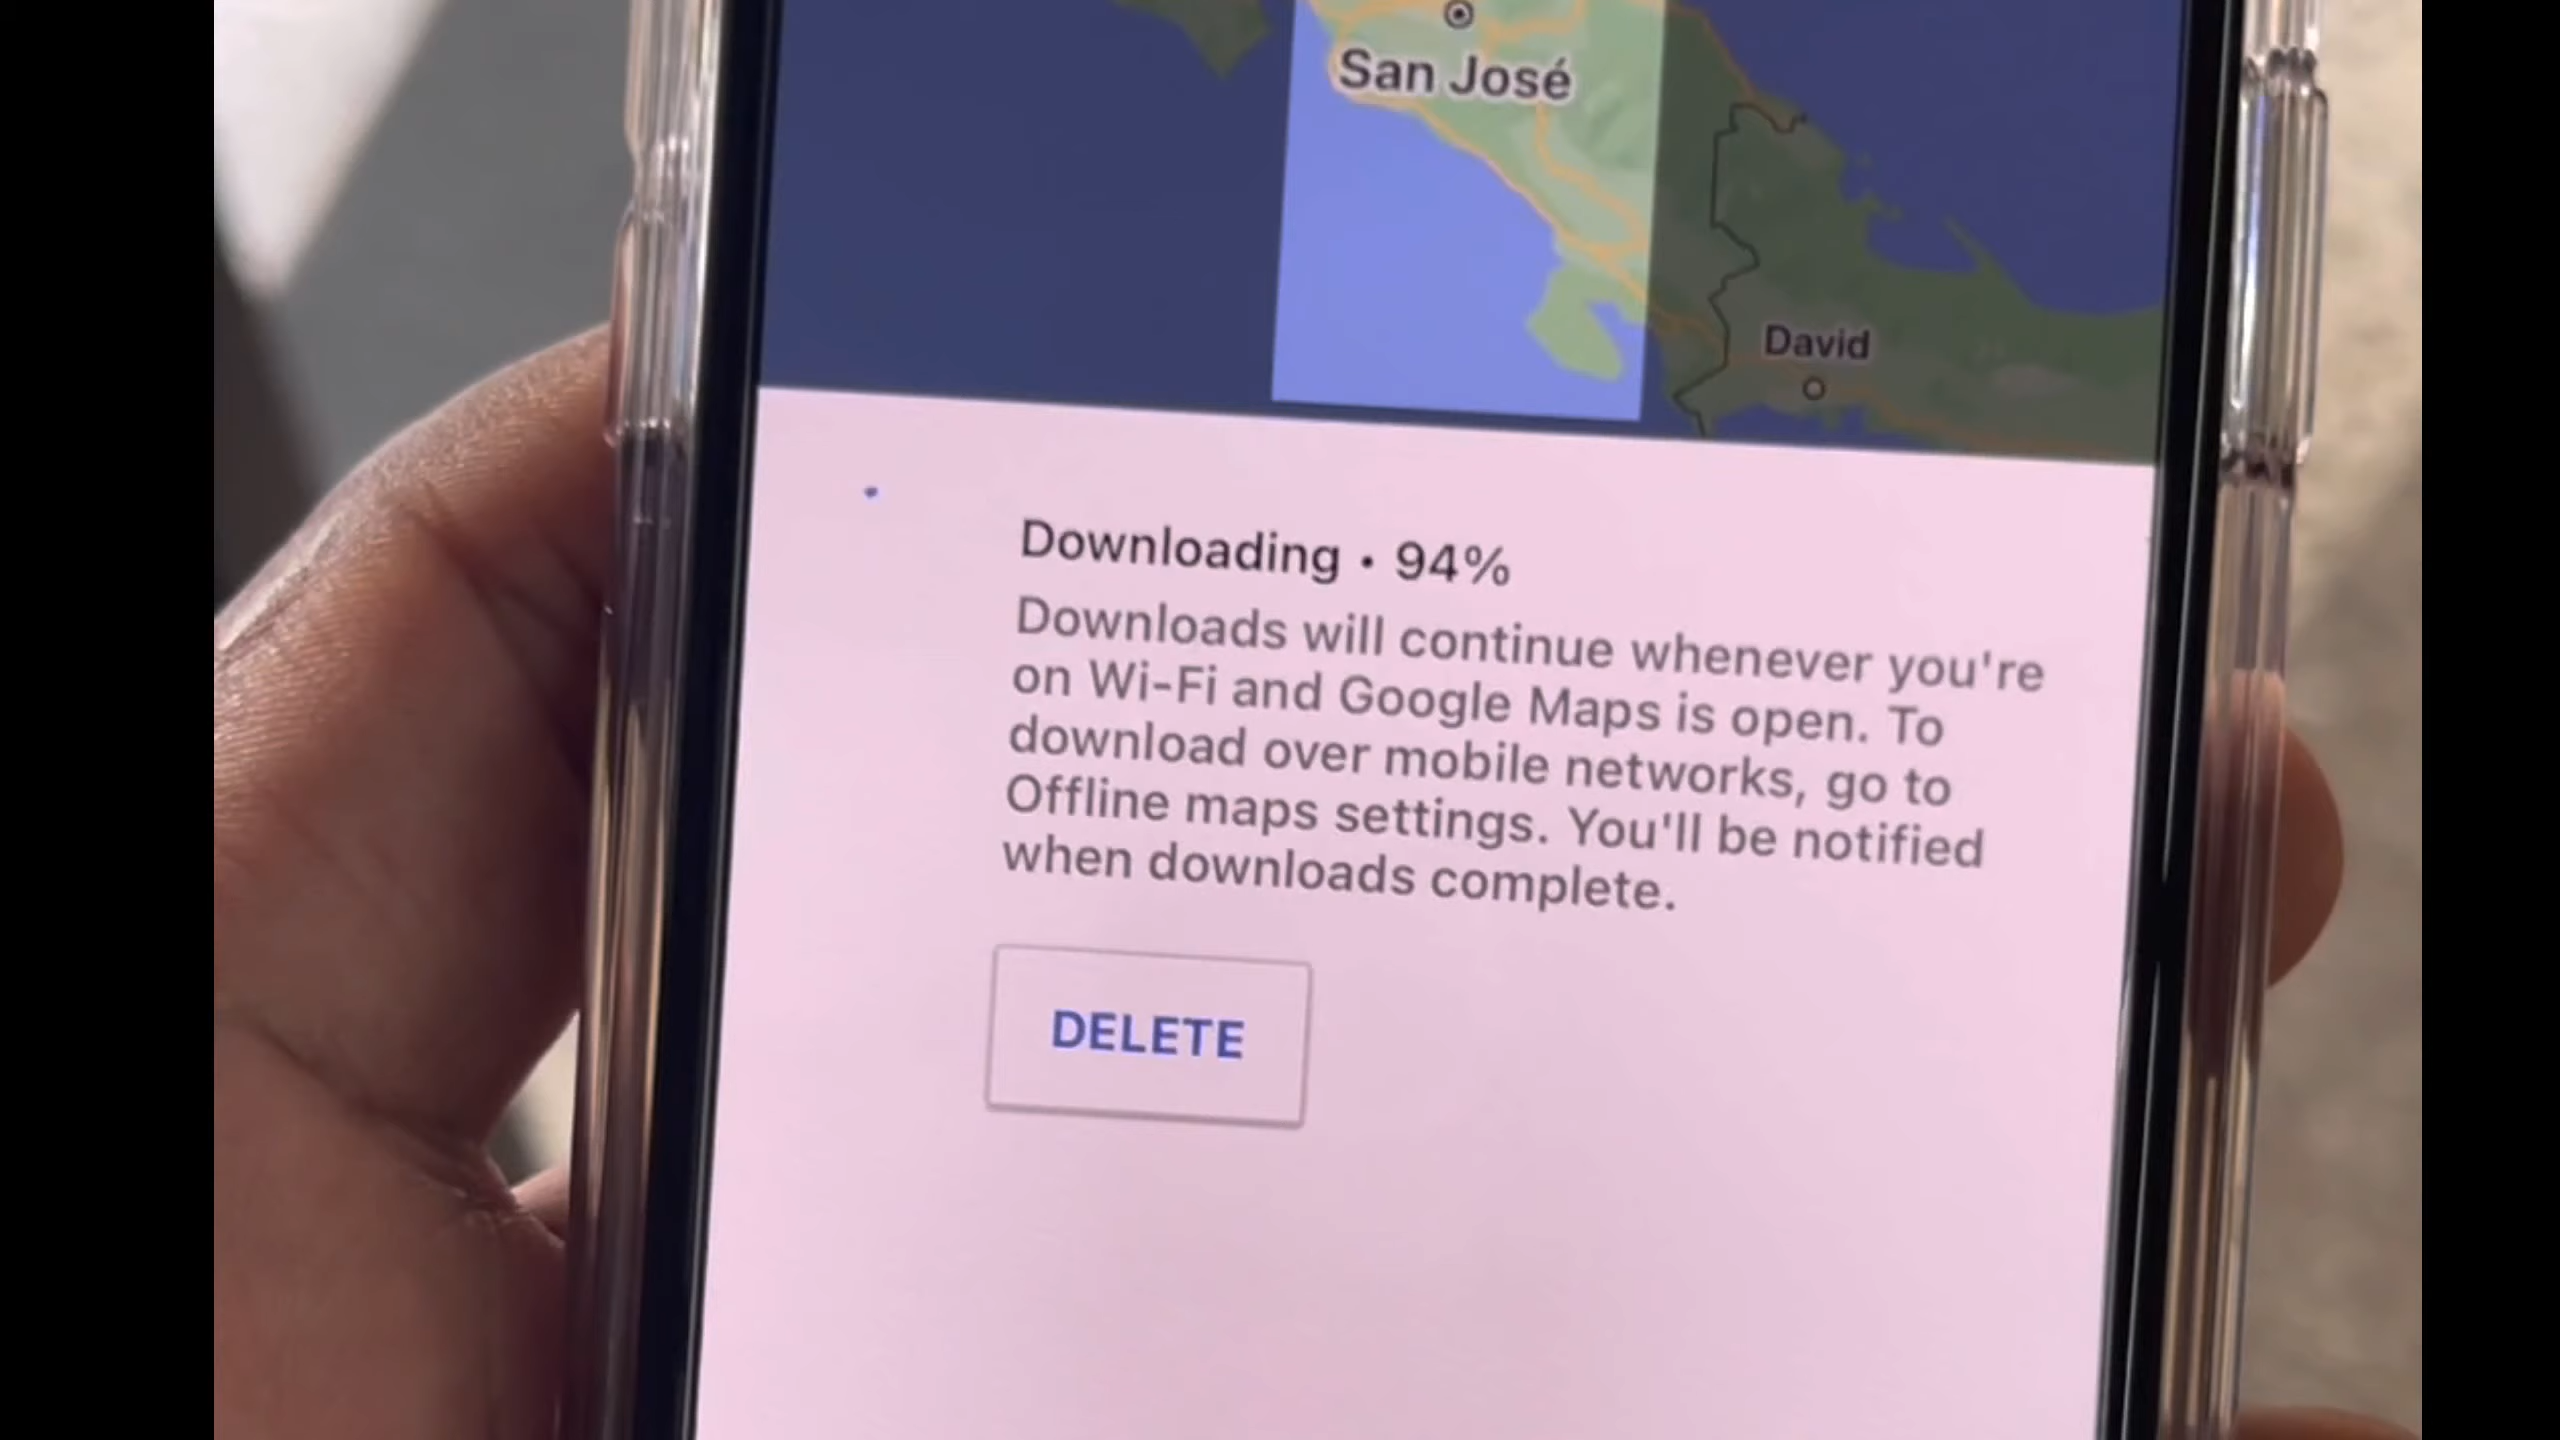 San José
David
Downloading • 94%
Downloads will continue whenever you're
on Wi-Fi and Google Maps is open. To
download over mobile networks, go to
Offline maps settings. You'll be notified
when downloads complete.
DELETE